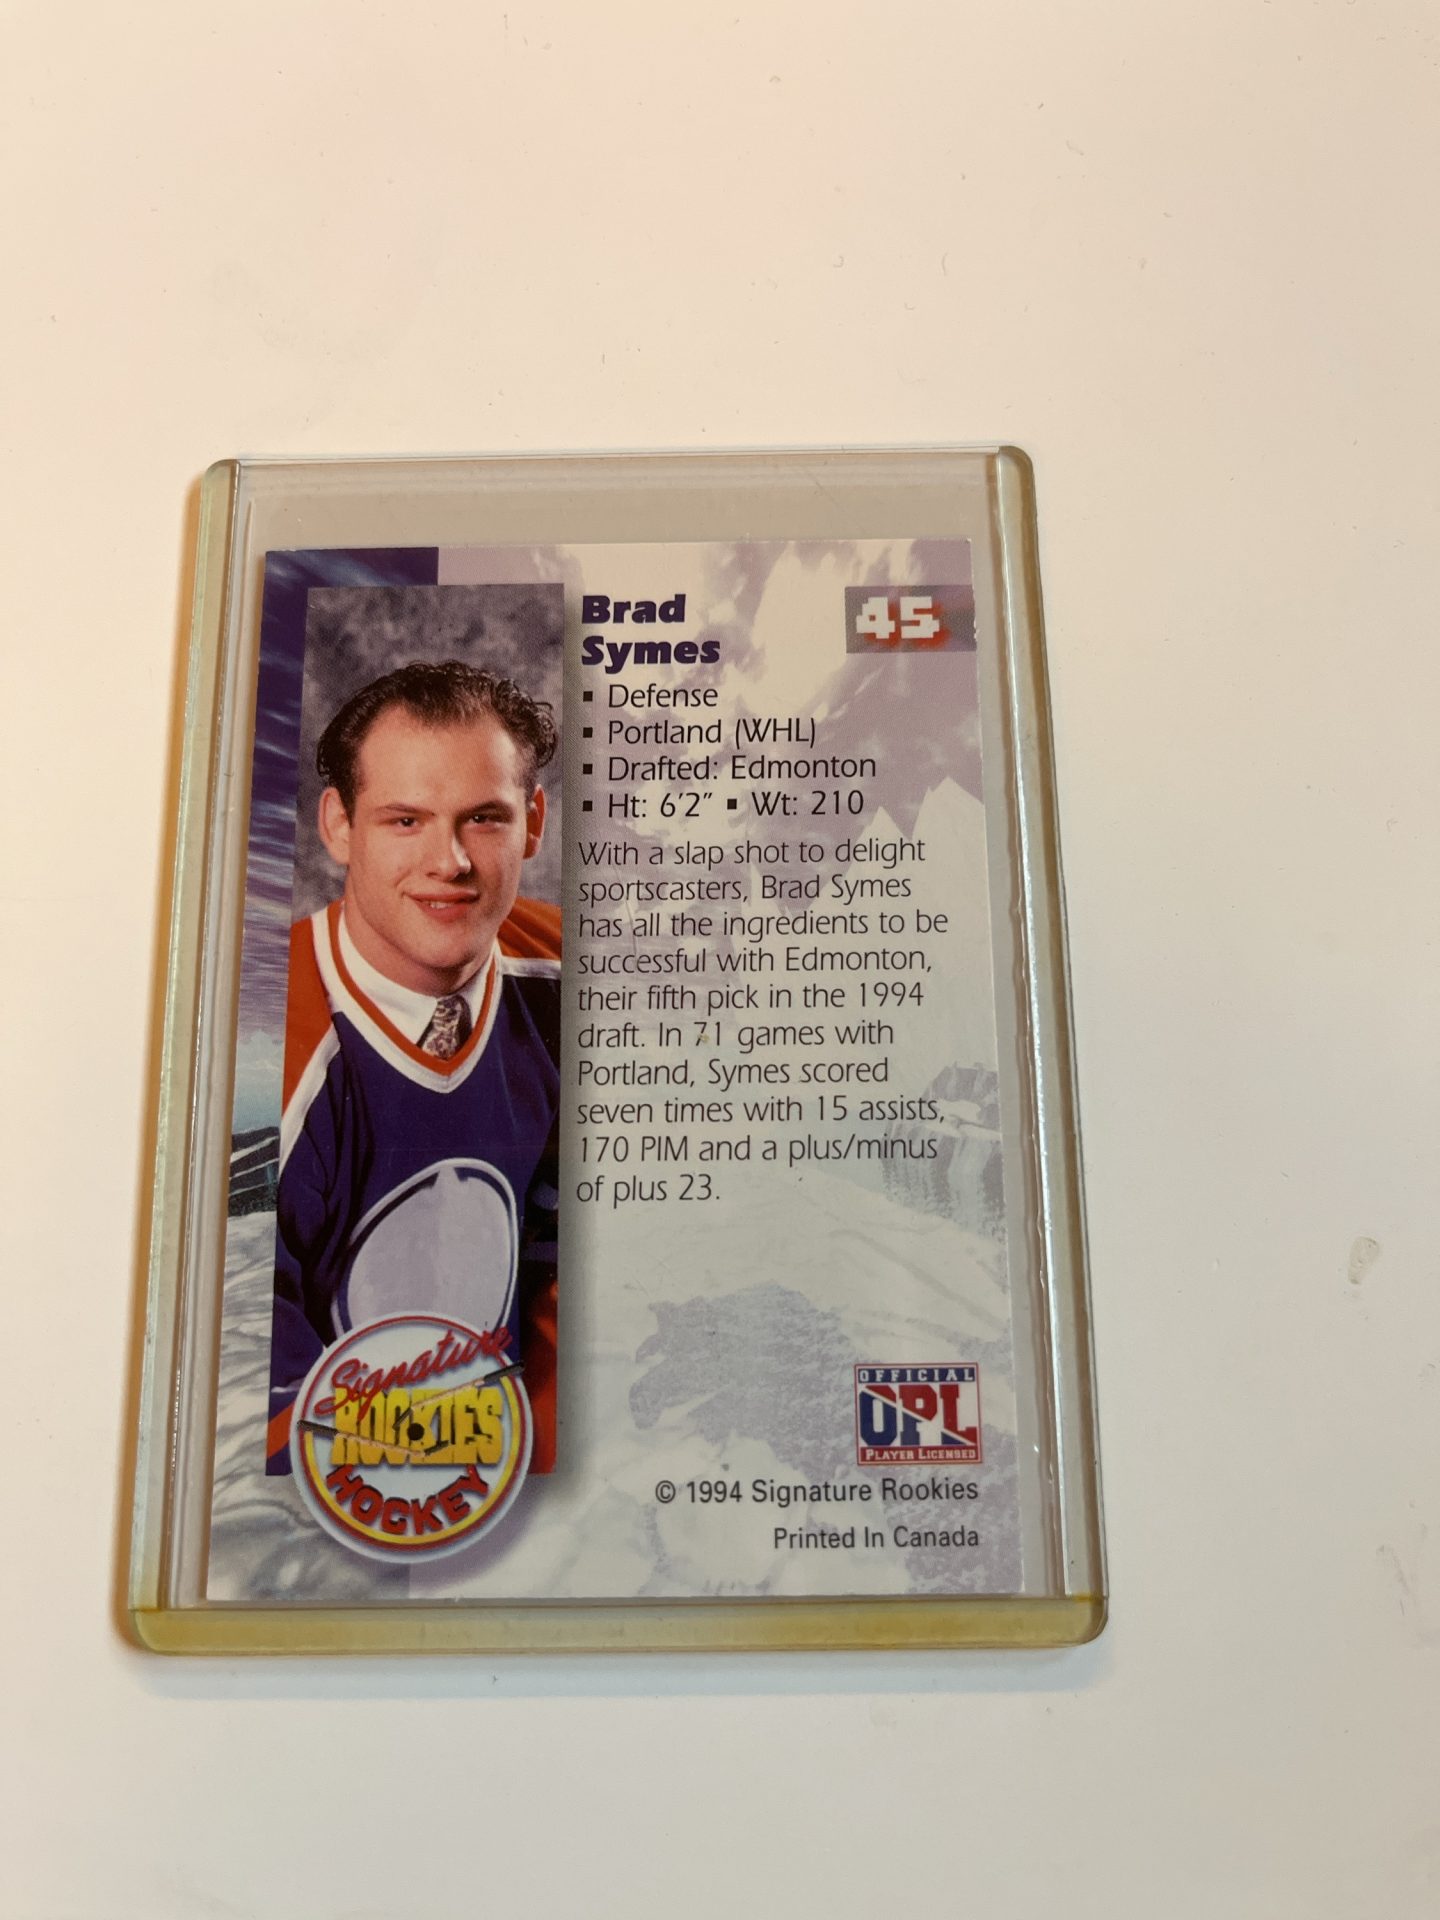 Brad
Symes
45
▪ Defense
▪ Portland (WHL)
▪ Drafted: Edmonton
▪ Ht: 6'2" ▪ Wt: 210
With a slap shot to delight
sportscasters, Brad Symes
has all the ingredients to be
successful with Edmonton,
their fifth pick in the 1994
draft. In 71 games with
Portland, Symes scored
seven times with 15 assists,
170 PIM and a plus/minus
of plus 23.
Signature
ROOKIES
HOCKEY
OFFICIAL
OPL
PLAYER LICENSED
© 1994 Signature Rookies
Printed In Canada